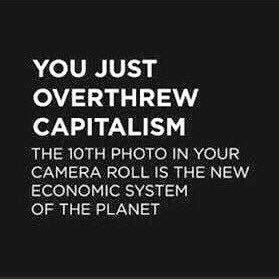 YOU JUST
OVERTHREW
CAPITALISM
THE 10TH PHOTO IN YOUR
CAMERA ROLL IS THE NEW
ECONOMIC SYSTEM
OF THE PLANET